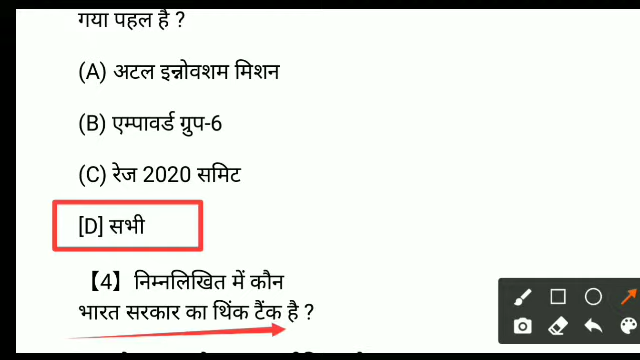 गया पहल है ?
(A) अटल इन्नोवशम मिशन
(B) एम्पावर्ड ग्रुप-6
(C) रेज 2020 समिट
[D] सभी
【4】निम्नलिखित में कौन
भारत सरकार का थिंक टैंक है ?